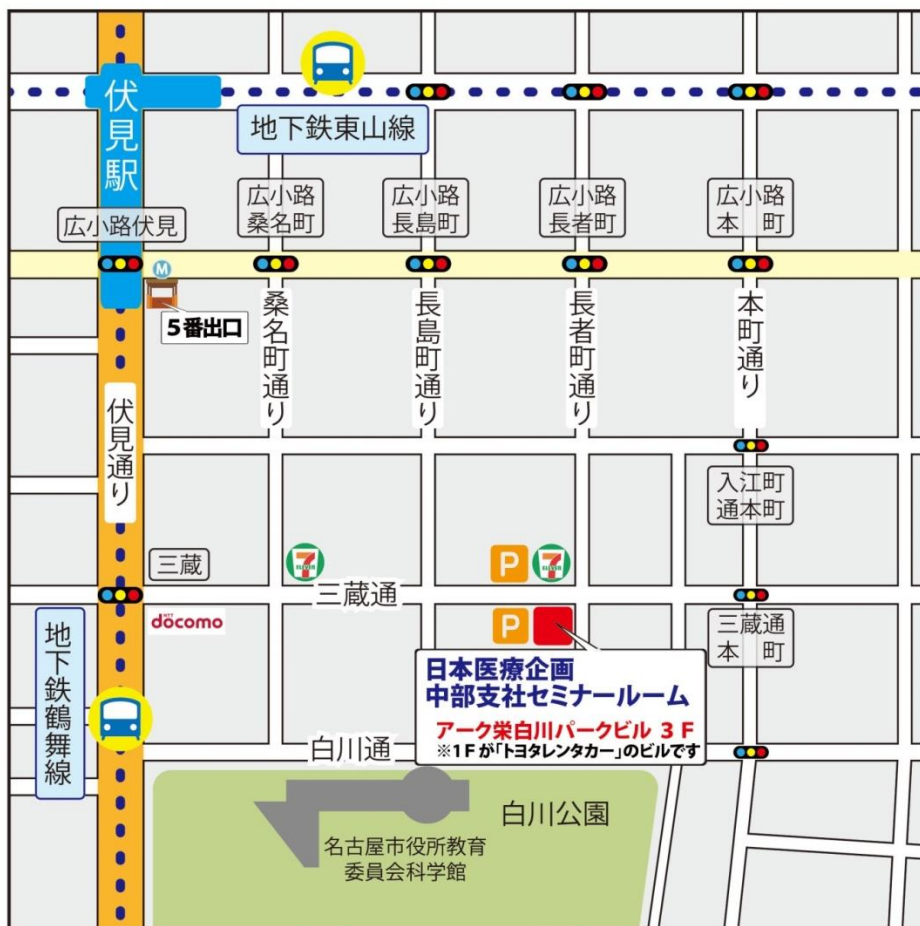 伏見駅
地下鉄東山線
広小路伏見
広小路
桑名町
広小路
長島町
広小路
長者町
広小路
本　町
M
5番出口
桑名町通り
長島町通り
長者町通り
本町通り
伏見通り
入江町
通本町
三蔵
7
ELEVEN
P
7
ELEVEN
三蔵通
NTT
döcomo
P
三蔵通
本　町
地下鉄鶴舞線
日本医療企画
中部支社セミナールーム
アーク栄白川パークビル 3F
※1Fが「トヨタレンタカー」のビルです
白川通
白川公園
名古屋市役所教育
委員会科学館